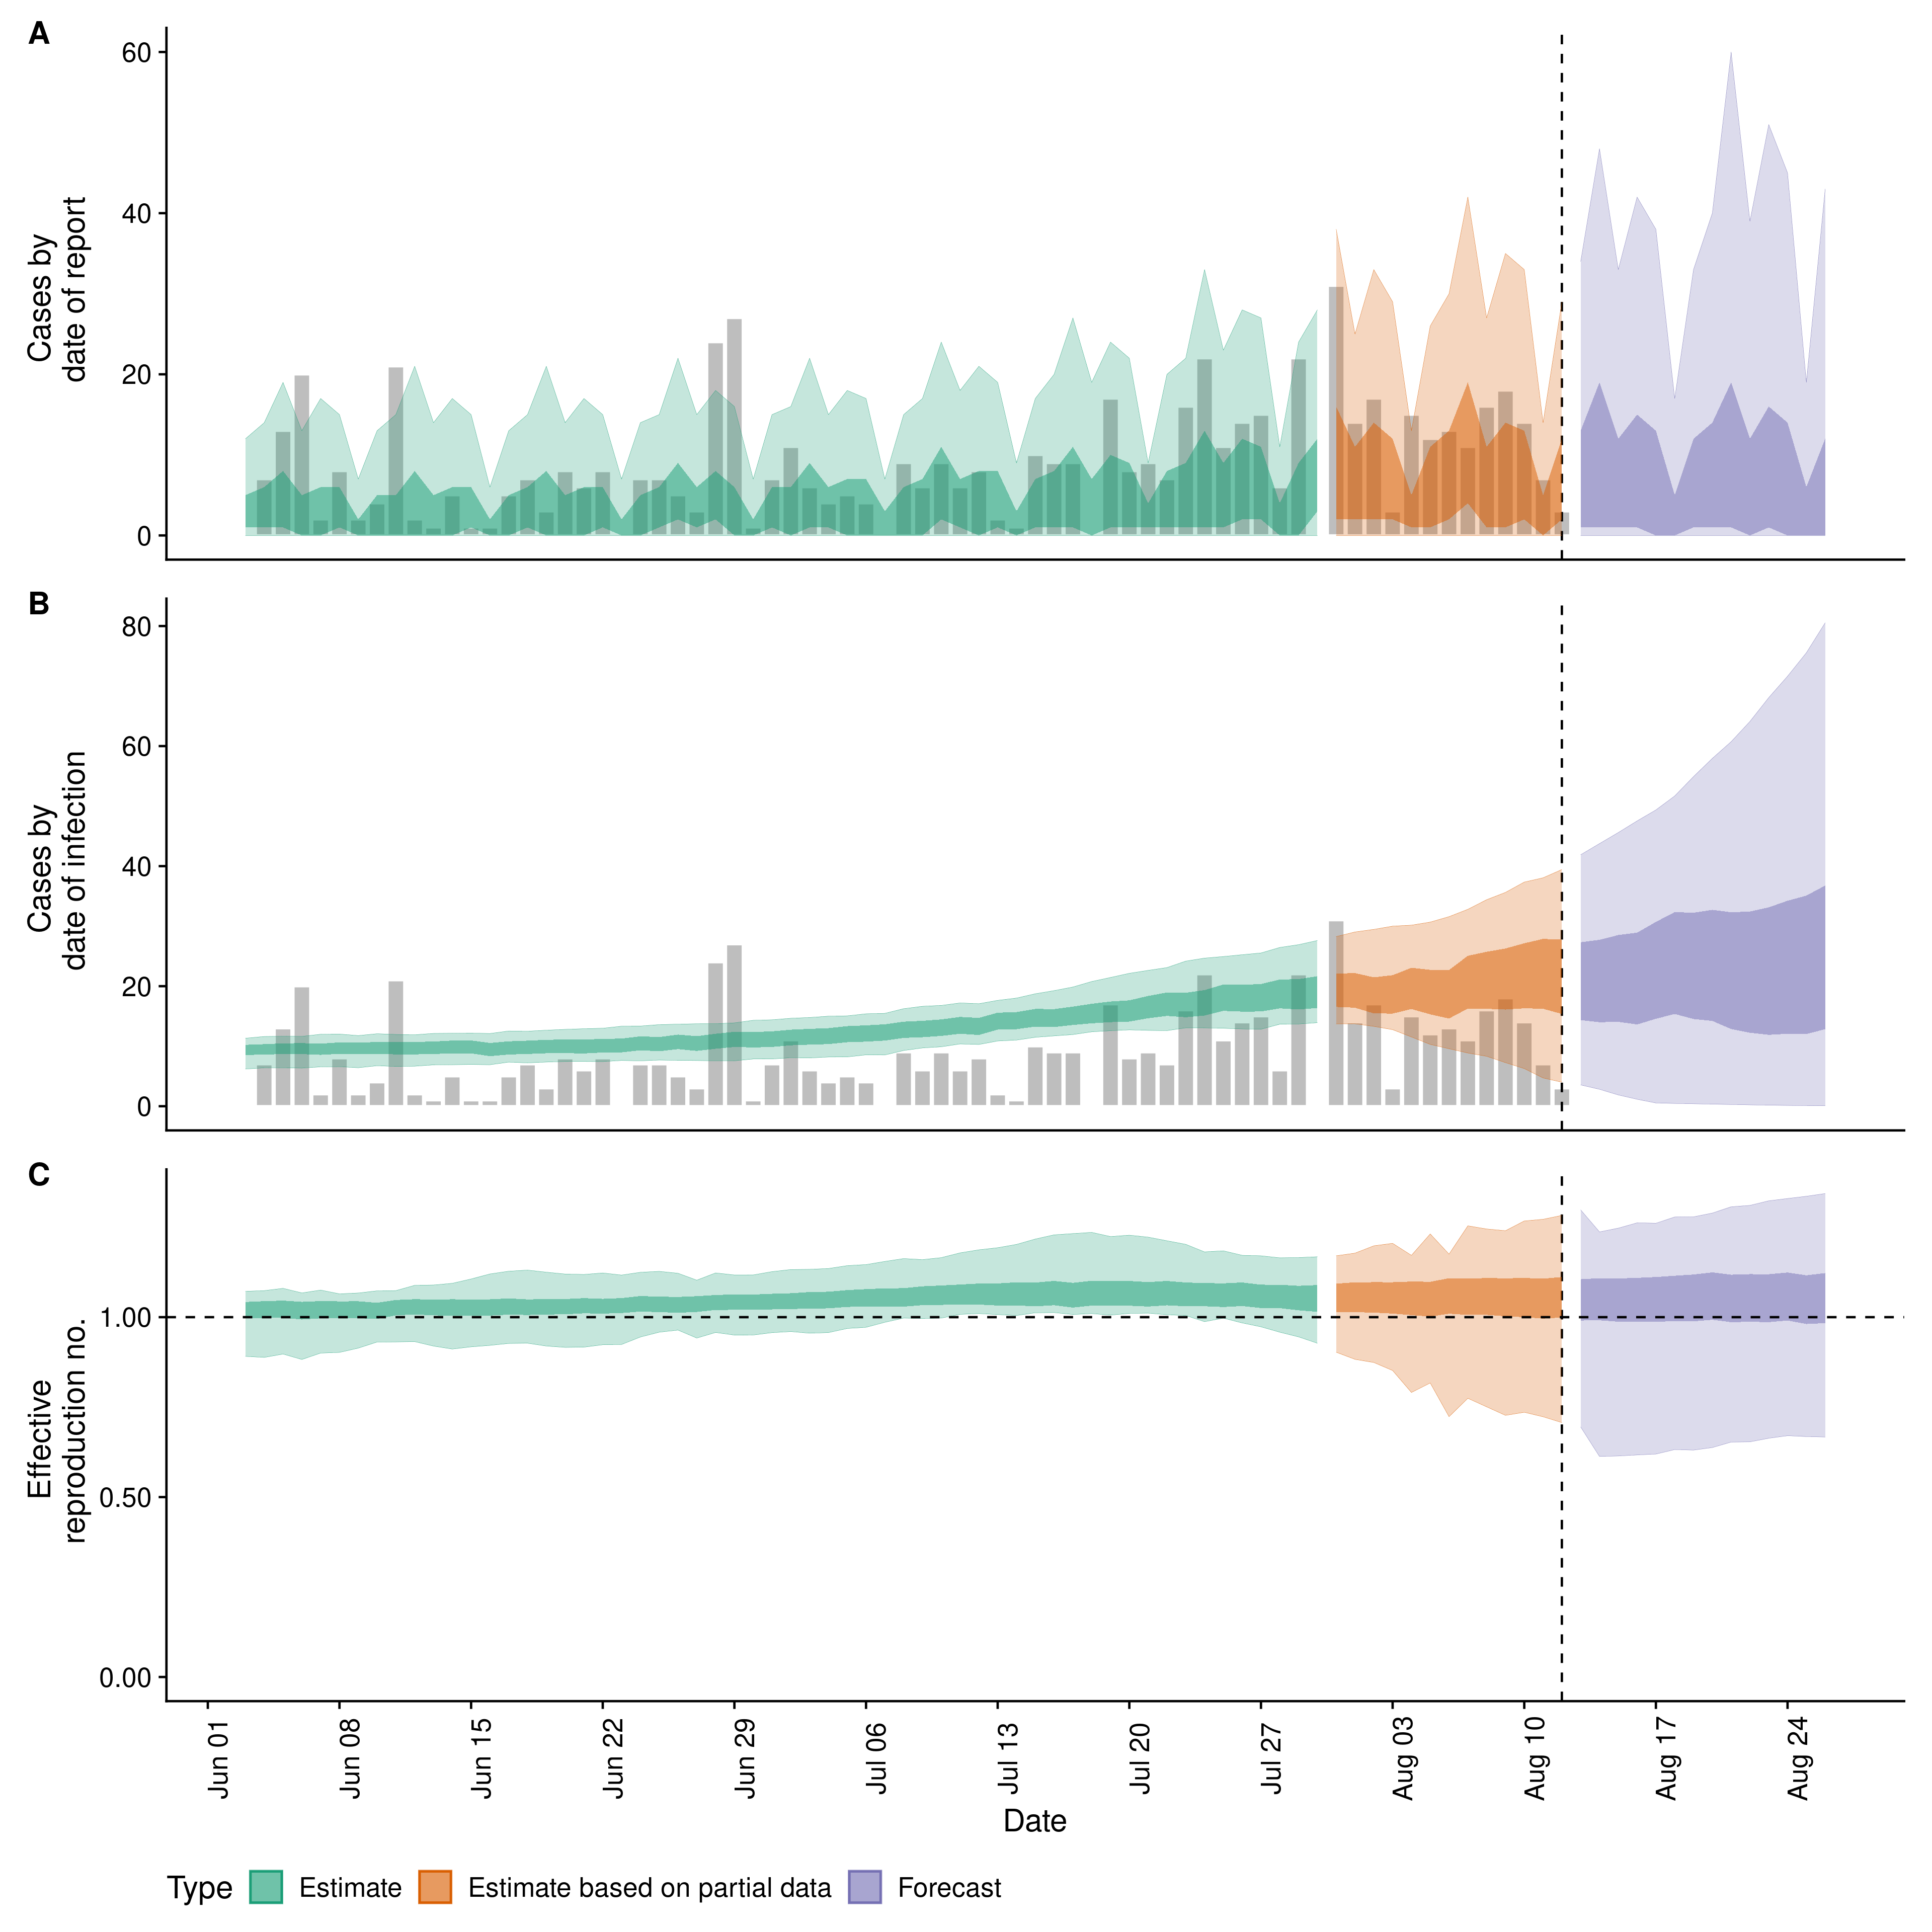 A
60
40
20
0
Cases by
date of report
B
80
60
40
20
0
Cases by
date of infection
C
1.00
0.50
0.00
Effective
reproduction no.
Jun 01
Jun 08
Jun 15
Jun 22
Jun 29
Jul 06
Jul 13
Jul 20
Jul 27
Aug 03
Aug 10
Aug 17
Aug 24
Date
Type Estimate Estimate based on partial data Forecast